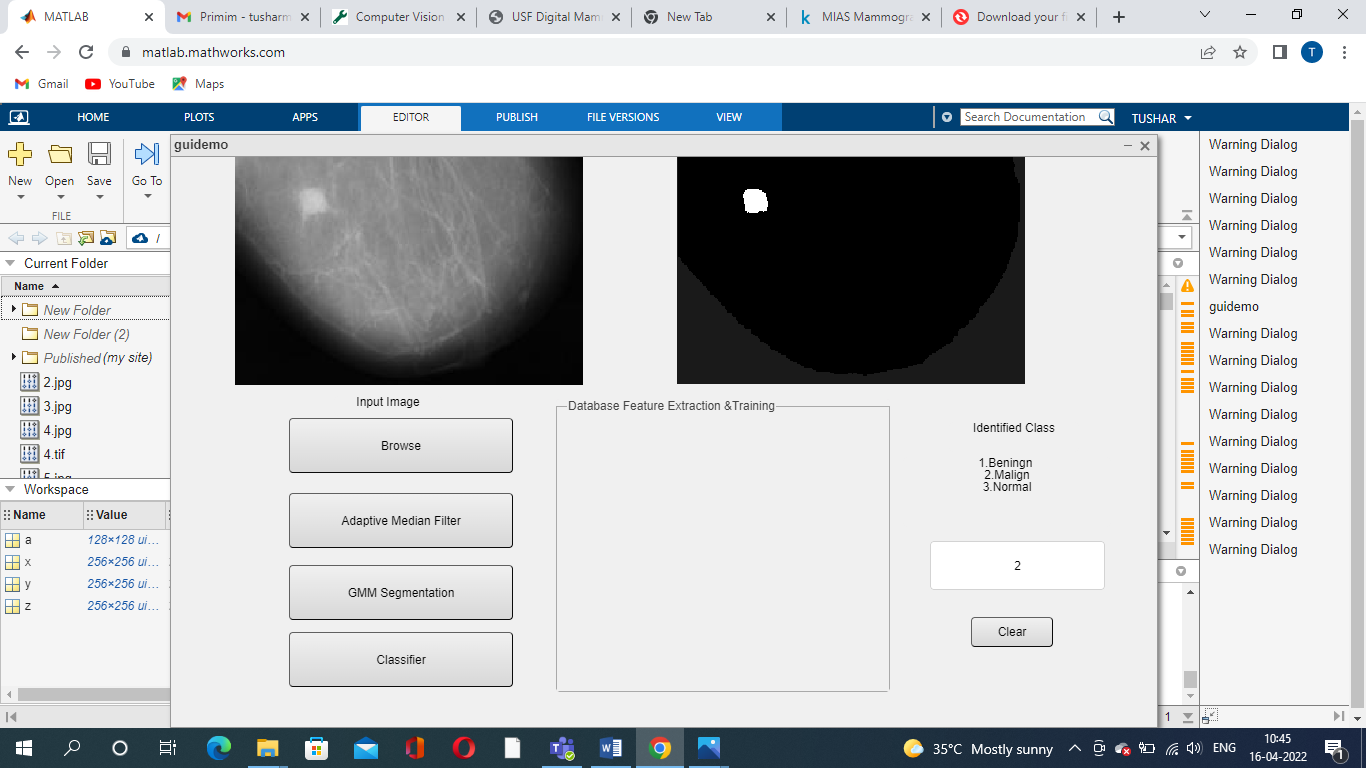 MATLAB
Primim - tusharm
Computer Vision
USF Digital Mam
New Tab
MIAS Mammogra
Download your f
matlab.mathworks.com
T
Gmail
YouTube
Maps
HOME
PLOTS
APPS
EDITOR
PUBLISH
FILE VERSIONS
VIEW
Search Documentation
TUSHAR
guidemo
New
Open
Save
Go To
FILE
/
Current Folder
Name
New Folder
New Folder (2)
Published (my site)
2.jpg
3.jpg
4.jpg
4.tif
5.jpg
Workspace
Name
Value
a
128×128 ui...
x
256×256 ui...
y
256×256 ui...
z
256×256 ui...
Input Image
Browse
Adaptive Median Filter
GMM Segmentation
Classifier
Database Feature Extraction &Training
Identified Class
1.Beningn
2.Malign
3.Normal
2
Clear
1
Warning Dialog
Warning Dialog
Warning Dialog
Warning Dialog
Warning Dialog
Warning Dialog
guidemo
Warning Dialog
Warning Dialog
Warning Dialog
Warning Dialog
Warning Dialog
Warning Dialog
Warning Dialog
Warning Dialog
Warning Dialog
35°C Mostly sunny
ENG
10:45
16-04-2022
1